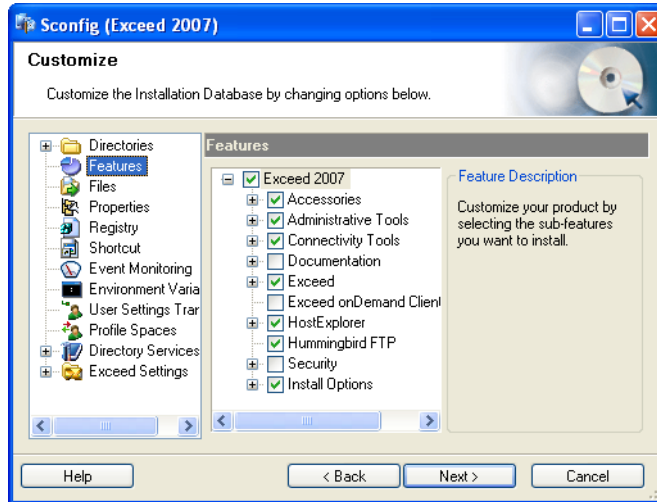 Sconfig (Exceed 2007)
Customize
Customize the Installation Database by changing options below.
Directories
Features
Files
Properties
Registry
Shortcut
Event Monitoring
Environment Varia
User Settings Tran
Profile Spaces
Directory Services
Exceed Settings
Features
Exceed 2007
Accessories
Administrative Tools
Connectivity Tools
Documentation
Exceed
Exceed onDemand Client
HostExplorer
Hummingbird FTP
Security
Install Options
Feature Description
Customize your product by
selecting the sub-features
you want to install.
Help
< Back
Next >
Cancel